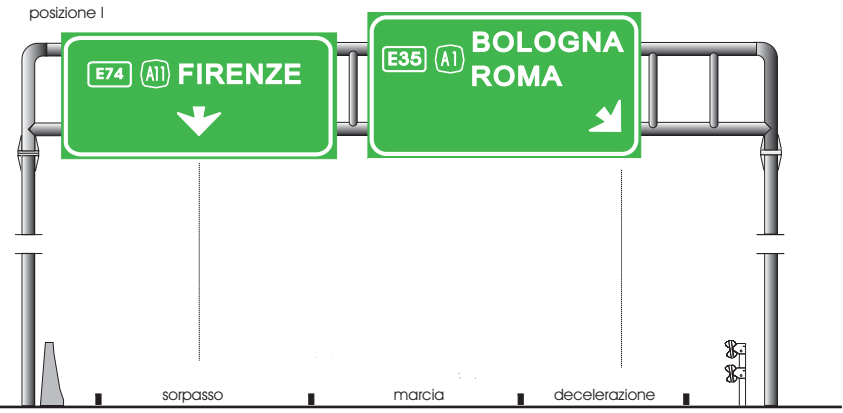 posizione I
E74 A11 FIRENZE
E35 A1 BOLOGNA
ROMA
sorpasso marcia decelerazione